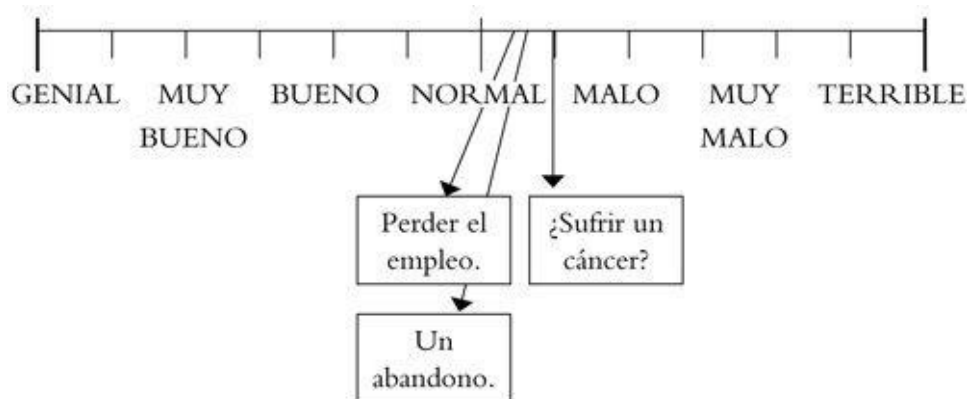 GENIAL MUY BUENO NORMAL MALO MUY TERRIBLE
BUENO MALO
Perder el
empleo.
¿Sufrir un
cáncer?
Un
abandono.